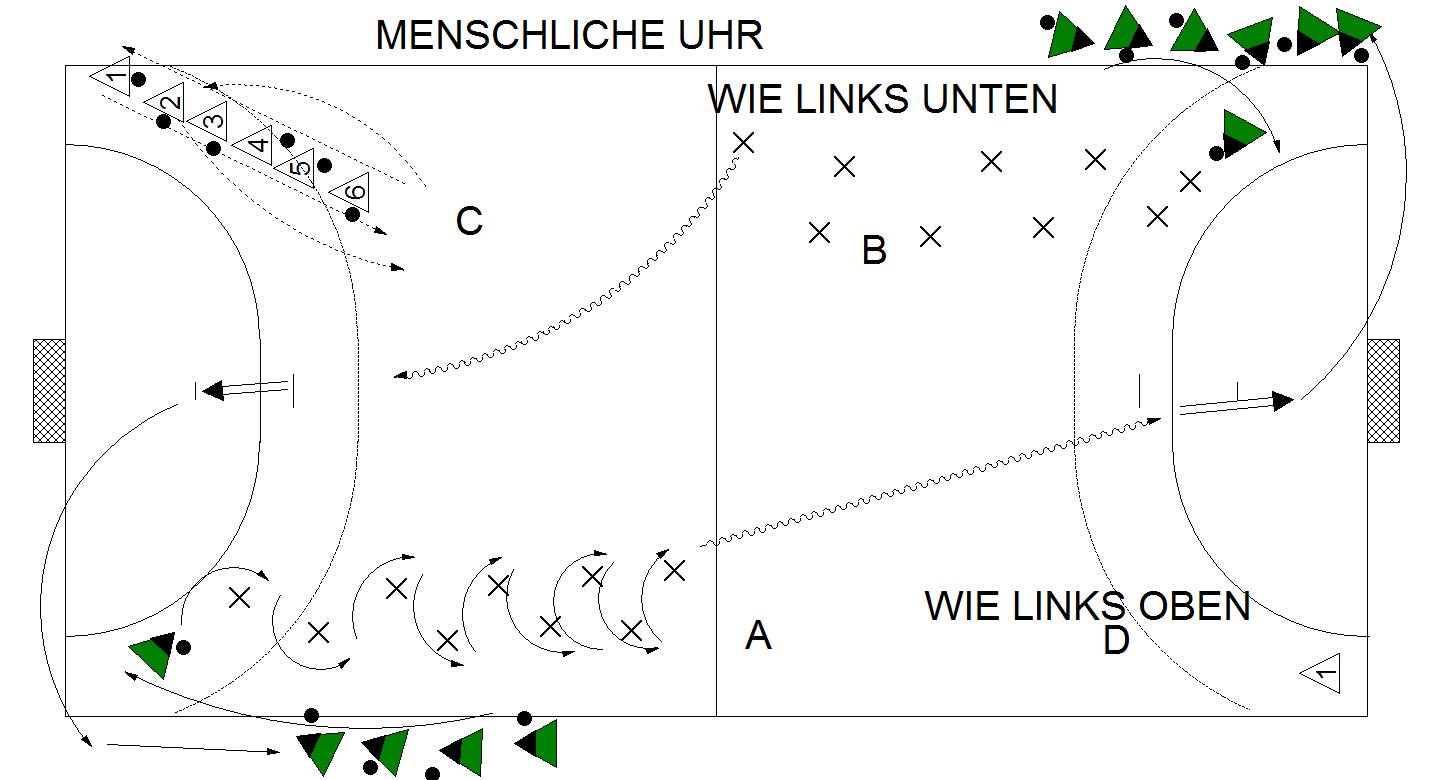 MENSCHLICHE UHR
WIE LINKS UNTEN
1
2
3
4
5
6
C
B
WIE LINKS OBEN
A
D
1